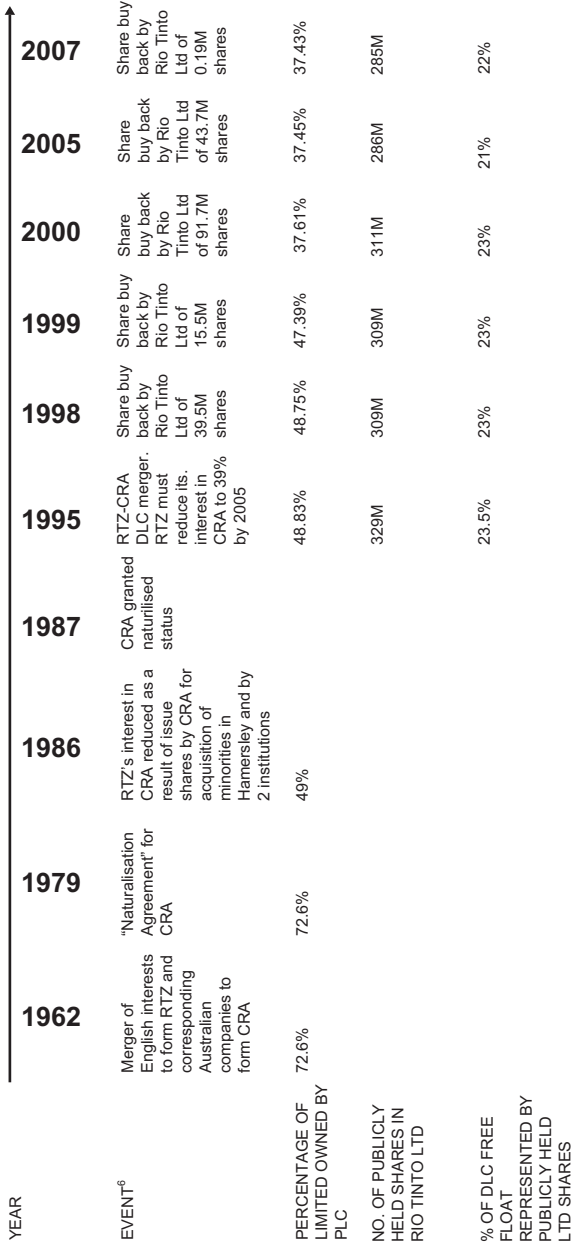 YEAR
1962
1979
1986
1987
1995
1998
1999
2000
2005
2007
EVENT6
Merger of
English interests
to form RTZ and
corresponding
Australian
companies to
form CRA
“Naturalisation
Agreement” for
CRA
RTZ's interest in
CRA reduced as a
result of issue
shares by CRA for
acquisition of
minorities in
Hamersley and by
2 institutions
CRA granted
naturilised
status
RTZ-CRA
DLC merger.
RTZ must
reduce its.
interest in
CRA to 39%
by 2005
Share buy
back by
Rio Tinto
Ltd of
39.5M
shares
Share buy
back by
Rio Tinto
Ltd of
15.5M
shares
Share
buy back
by Rio
Tinto Ltd
of 91.7M
shares
Share
buy back
by Rio
Tinto Ltd
of 43.7M
shares
Share buy
back by
Rio Tinto
Ltd of
0.19M
shares
PERCENTAGE OF
LIMITED OWNED BY
PLC
72.6%
72.6%
49%
48.83%
48.75%
47.39%
37.61%
37.45%
37.43%
NO. OF PUBLICLY
HELD SHARES IN
RIO TINTO LTD
329M
309M
309M
311M
286M
285M
% OF DLC FREE
FLOAT
REPRESENTED BY
PUBLICLY HELD
LTD SHARES
23.5%
23%
23%
23%
21%
22%